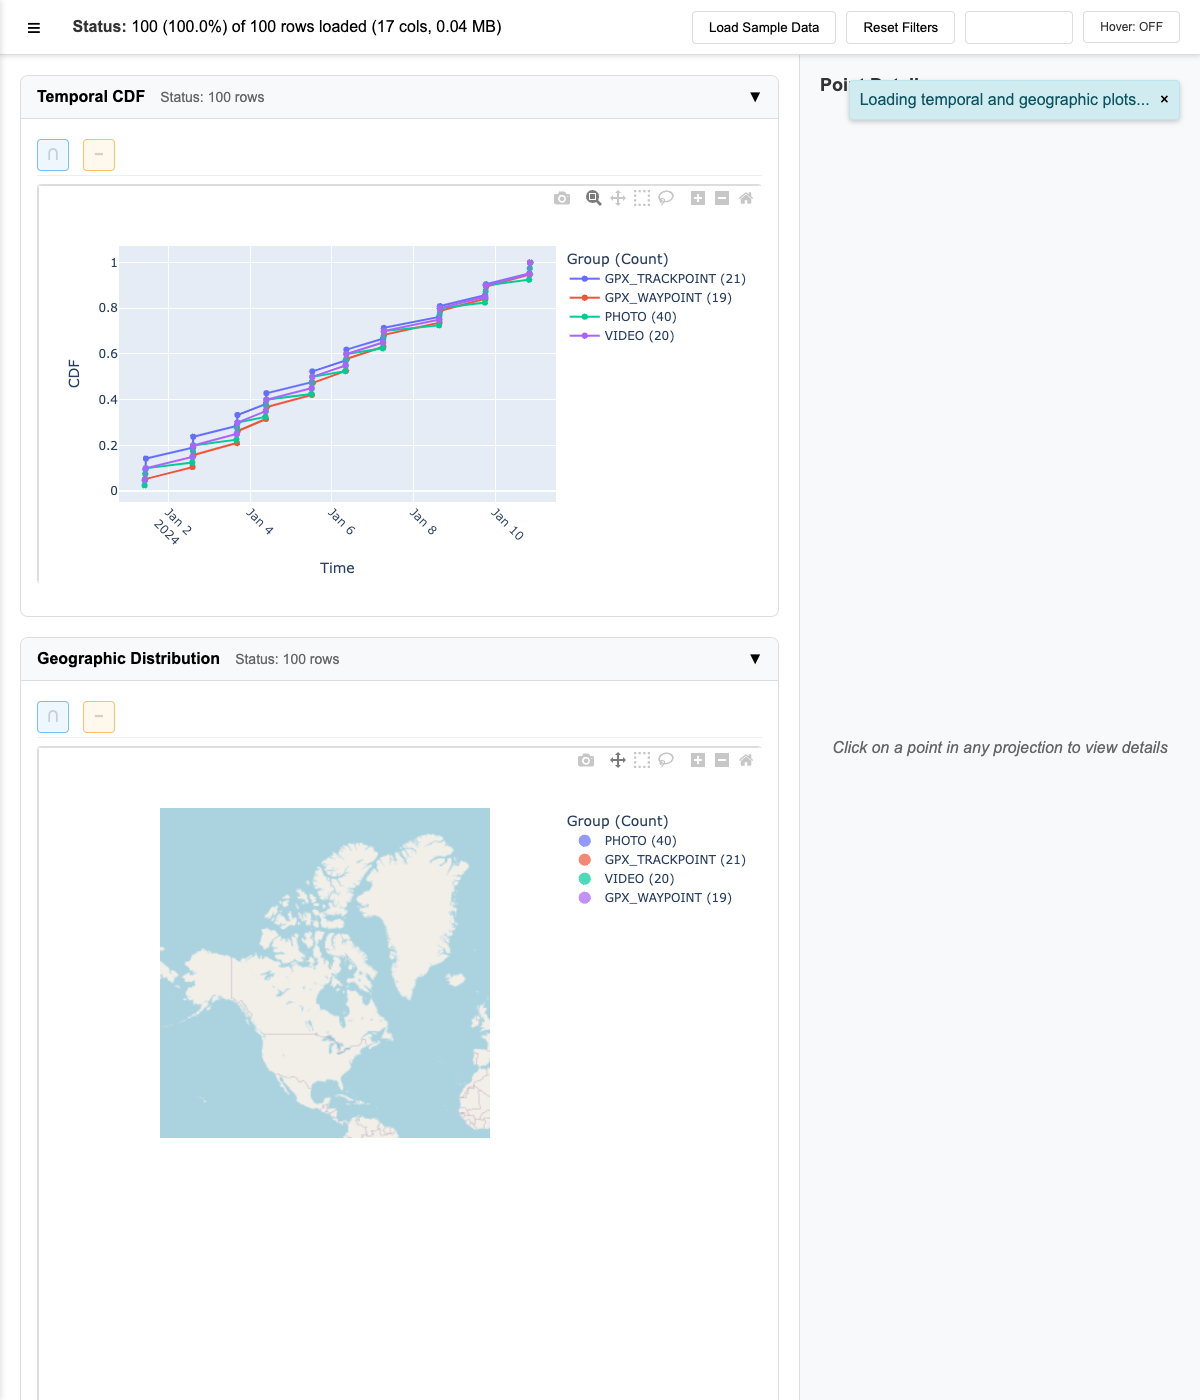 ☰ Status: 100 (100.0%) of 100 rows loaded (17 cols, 0.04 MB) Load Sample Data Reset Filters Hover: OFF
Temporal CDF Status: 100 rows ▼
∩ −
Group (Count)
GPX_TRACKPOINT (21)
GPX_WAYPOINT (19)
PHOTO (40)
VIDEO (20)
1
0.8
0.6
0.4
0.2
0
CDF
Jan 2
2024
Jan 4
Jan 6
Jan 8
Jan 10
Time
Geographic Distribution Status: 100 rows ▼
∩ −
Group (Count)
PHOTO (40)
GPX_TRACKPOINT (21)
VIDEO (20)
GPX_WAYPOINT (19)
Loading temporal and geographic plots... ×
Click on a point in any projection to view details